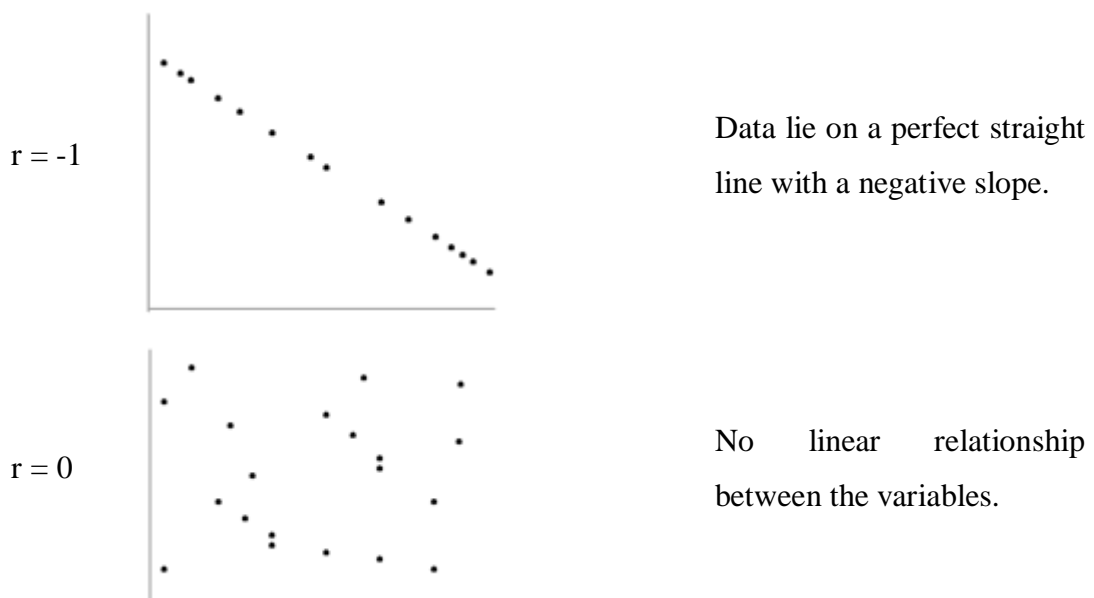 r = -1
Data lie on a perfect straight
line with a negative slope.
r = 0
No linear relationship
between the variables.